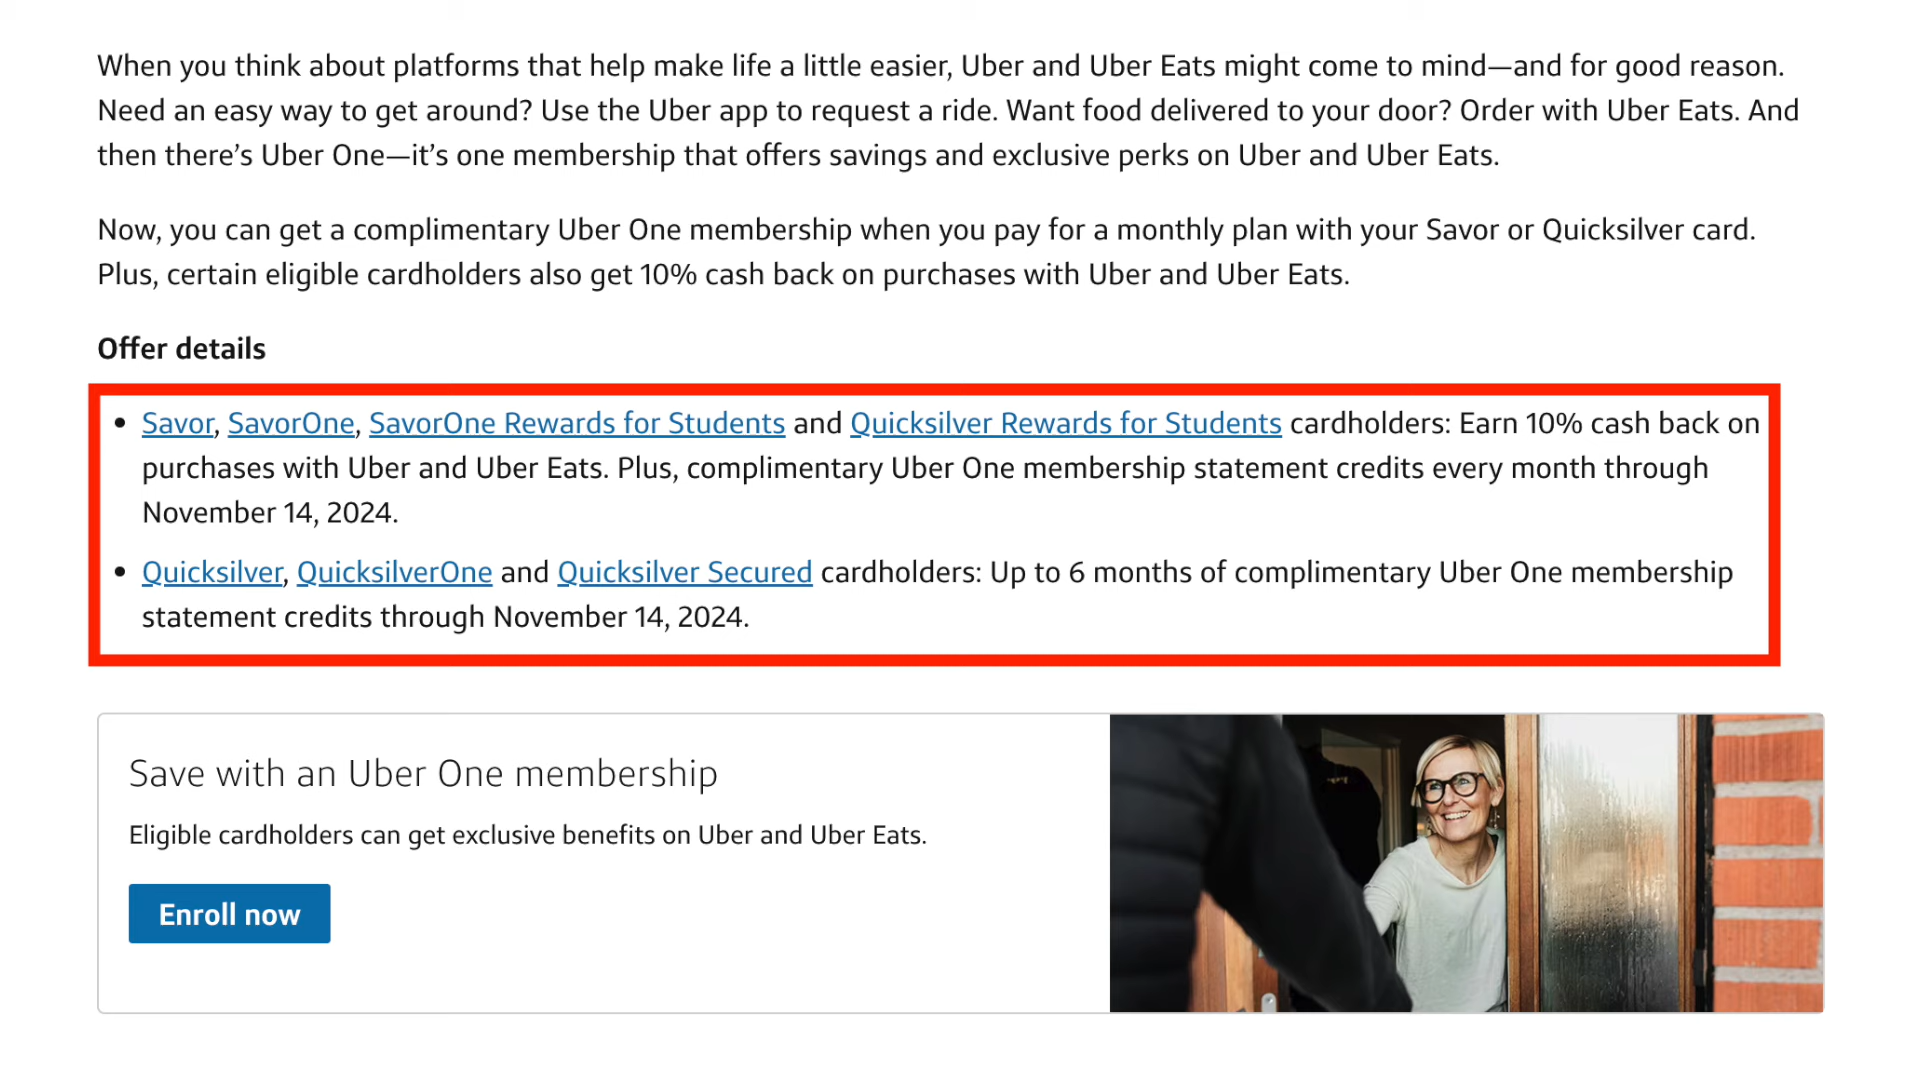 When you think about platforms that help make life a little easier, Uber and Uber Eats might come to mind—and for good reason.
Need an easy way to get around? Use the Uber app to request a ride. Want food delivered to your door? Order with Uber Eats. And
then there’s Uber One—it’s one membership that offers savings and exclusive perks on Uber and Uber Eats.
Now, you can get a complimentary Uber One membership when you pay for a monthly plan with your Savor or Quicksilver card.
Plus, certain eligible cardholders also get 10% cash back on purchases with Uber and Uber Eats.
Offer details
• Savor, SavorOne, SavorOne Rewards for Students and Quicksilver Rewards for Students cardholders: Earn 10% cash back on
purchases with Uber and Uber Eats. Plus, complimentary Uber One membership statement credits every month through
November 14, 2024.
• Quicksilver, QuicksilverOne and Quicksilver Secured cardholders: Up to 6 months of complimentary Uber One membership
statement credits through November 14, 2024.
Save with an Uber One membership
Eligible cardholders can get exclusive benefits on Uber and Uber Eats.
Enroll now